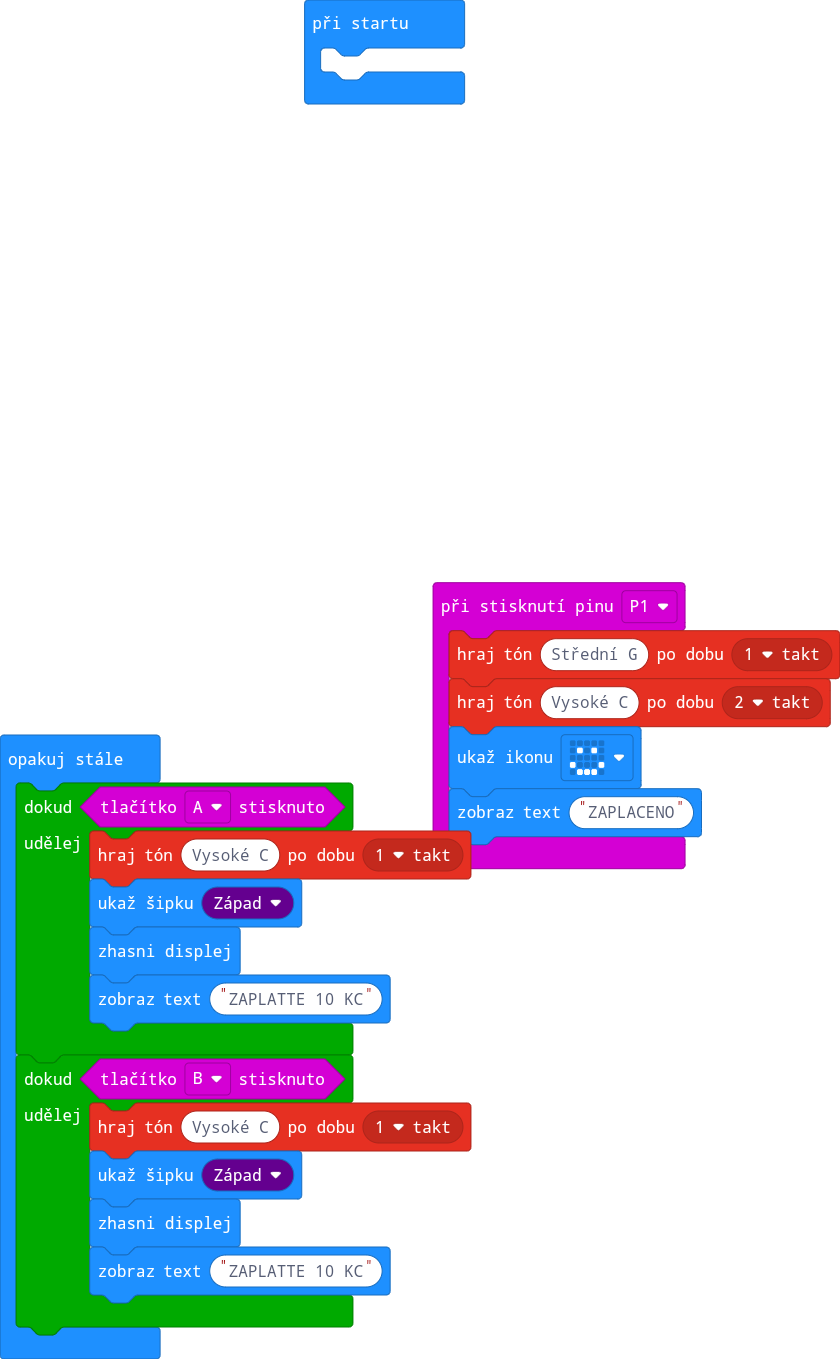 při startu
při stisknutí pinu P1
hraj tón Střední G po dobu 1 takt
hraj tón Vysoké C po dobu 2 takt
ukaž ikonu
zobraz text "ZAPLACENO"
opakuj stále
dokud tlačítko A stisknuto
udělej
hraj tón Vysoké C po dobu 1 takt
ukaž šipku Západ
zhasni displej
zobraz text "ZAPLATTE 10 KC"
dokud tlačítko B stisknuto
udělej
hraj tón Vysoké C po dobu 1 takt
ukaž šipku Západ
zhasni displej
zobraz text "ZAPLATTE 10 KC"